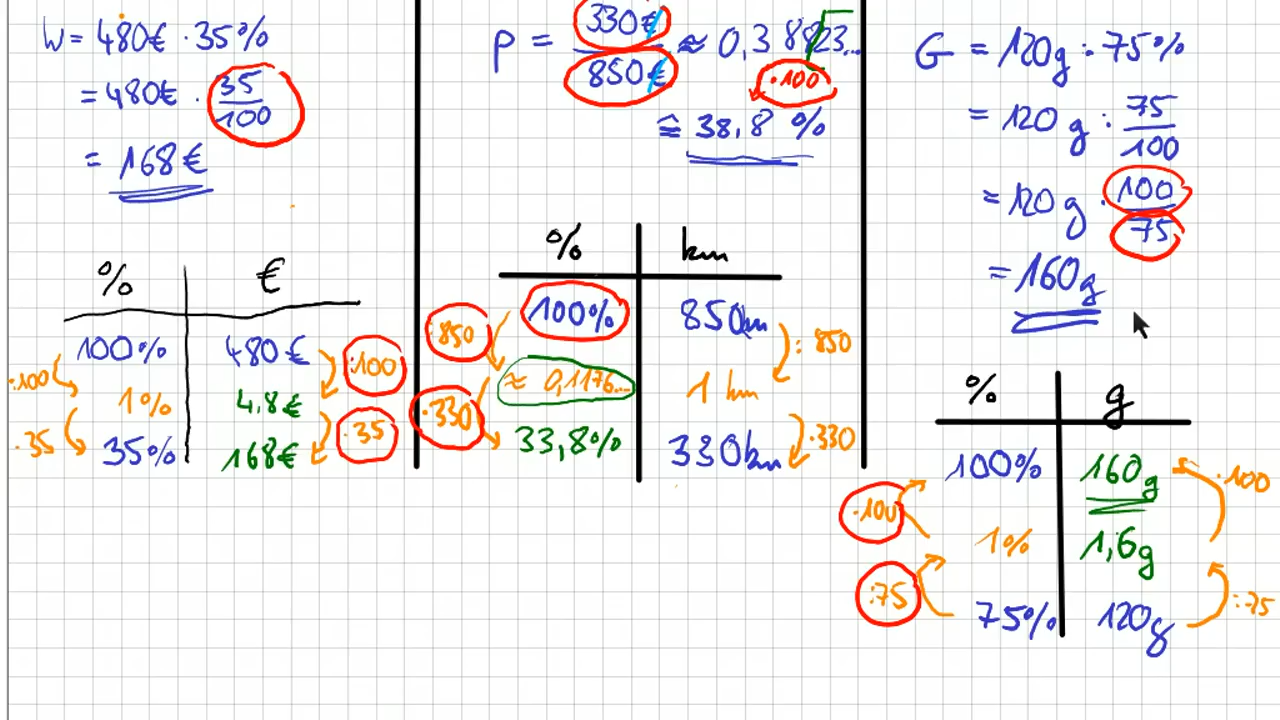 W = 480€ · 35%
= 480€ · 35/100
= 168€
% | €
100% | 480€
:100 :100
1% | 4,8€
·35 ·35
35% | 168€
p = 330€/850€ ≈ 0,38823...
·100
≙ 38,8 %
% | km
100% | 850km
:850 :850
≈ 0,1176... | 1 km
·330 ·330
33,8% | 330km
G = 120g : 75%
= 120 g : 75/100
= 120 g · 100/75
= 160g
% | g
100% | 160g
·100 ·100
1% | 1,6g
:75 :75
75% | 120g